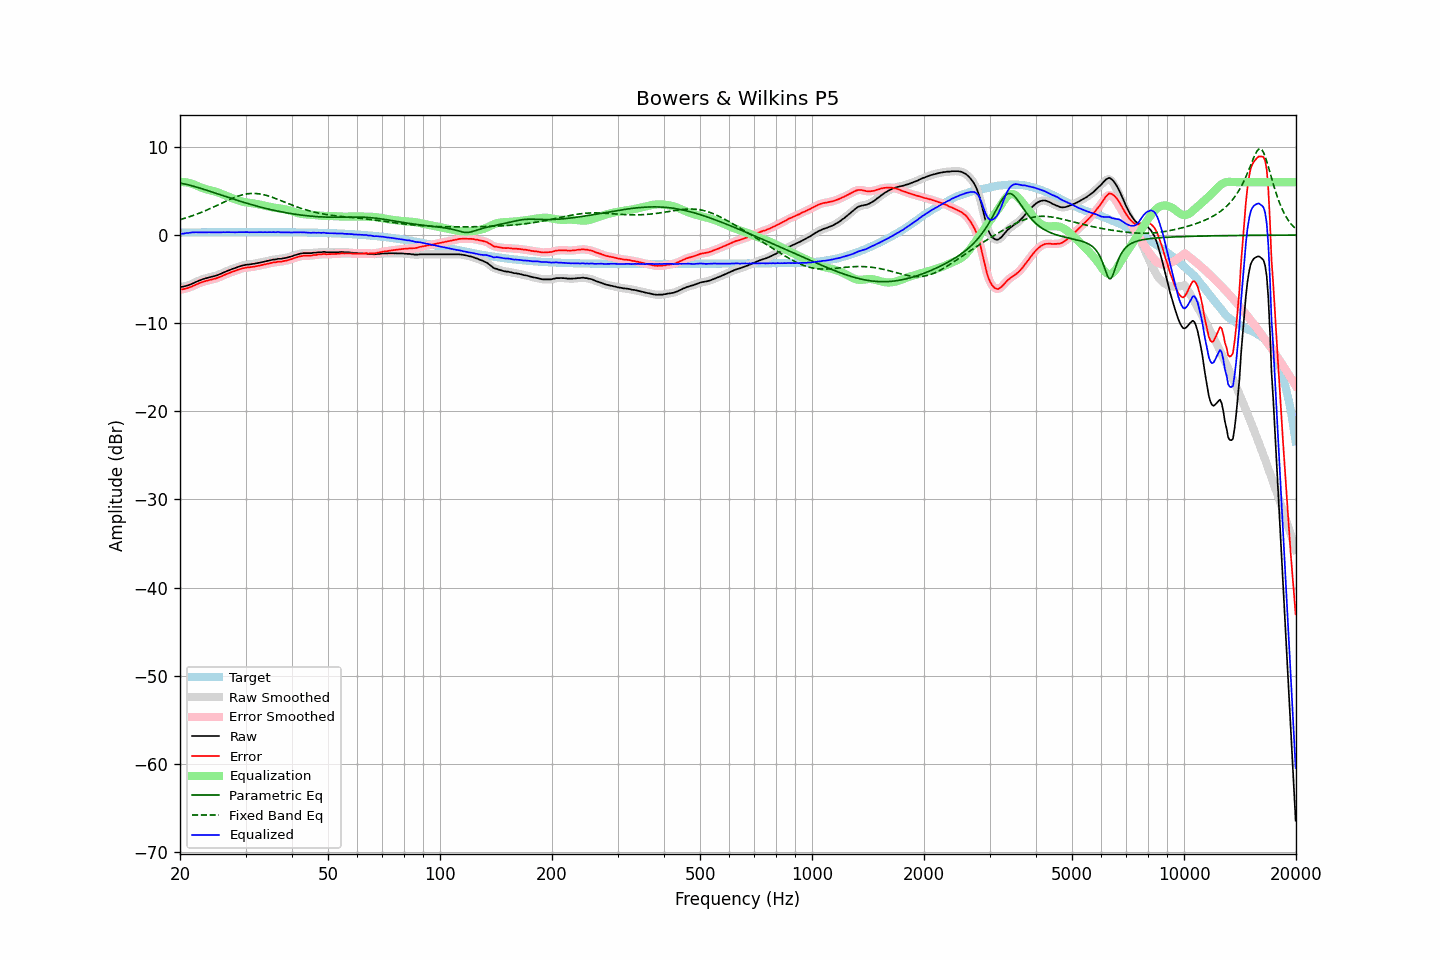 Bowers & Wilkins P5
Amplitude (dBr)
10
0
−10
−20
−30
−40
−50
−60
−70
Target
Raw Smoothed
Error Smoothed
Raw
Error
Equalization
Parametric Eq
Fixed Band Eq
Equalized
20
50
100
200
500
1000
2000
5000
10000
20000
Frequency (Hz)